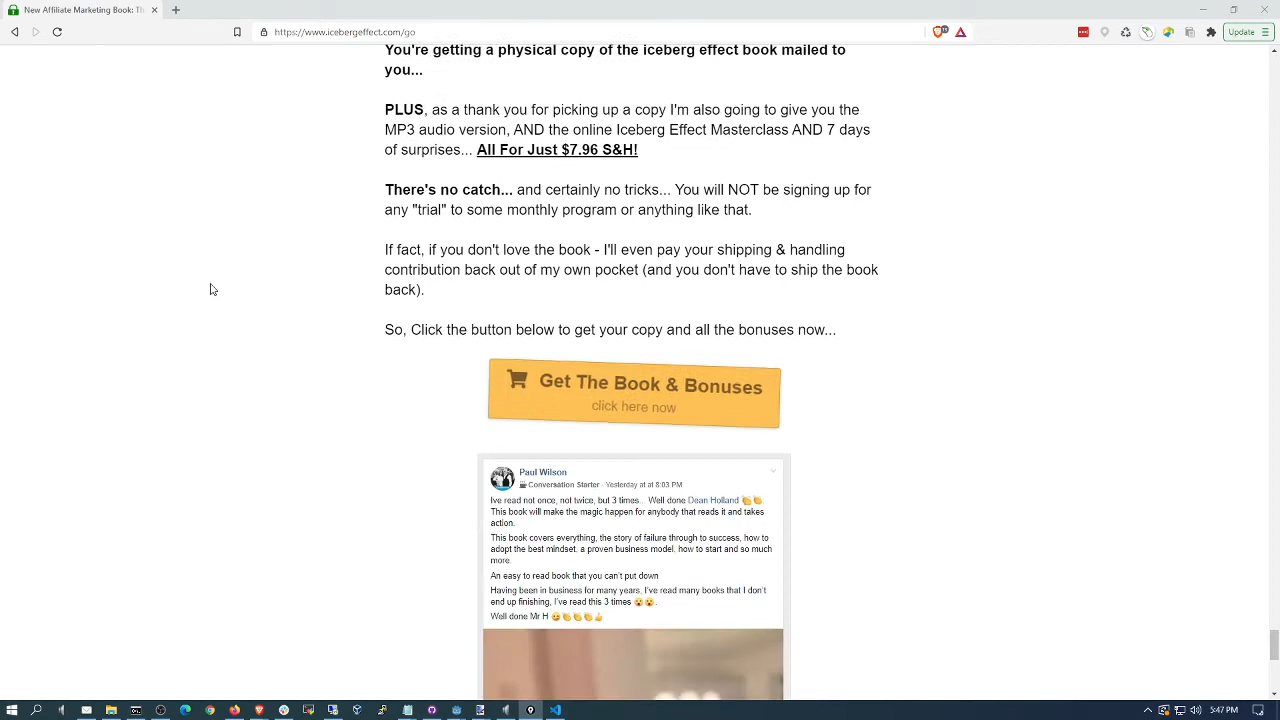 New Affiliate Marketing Book: Th
https://www.icebergeffect.com/go
Update
You're getting a physical copy of the iceberg effect book mailed to
you...
PLUS, as a thank you for picking up a copy I'm also going to give you the
MP3 audio version, AND the online Iceberg Effect Masterclass AND 7 days
of surprises... All For Just $7.96 S&H!
There's no catch... and certainly no tricks... You will NOT be signing up for
any "trial" to some monthly program or anything like that.
If fact, if you don't love the book - I'll even pay your shipping & handling
contribution back out of my own pocket (and you don't have to ship the book
back).
So, Click the button below to get your copy and all the bonuses now...
Get The Book & Bonuses
click here now
Paul Wilson
Conversation Starter · Yesterday at at 8:03 PM
Ive read not once, not twice, but 3 times... Well done Dean Holland 👏👏.
This book will make the magic happen for anybody that reads it and takes
action.
This book covers everything, the story of failure through to success, how to
adopt the best mindset, a proven business model, how to start and so much
more.
An easy to read book that you can't put down
Having been in business for many years, I've read many books that I don't
end up finishing, I've read this 3 times 😮😮.
Well done Mr H 😀👏👏👏👍
5:47 PM